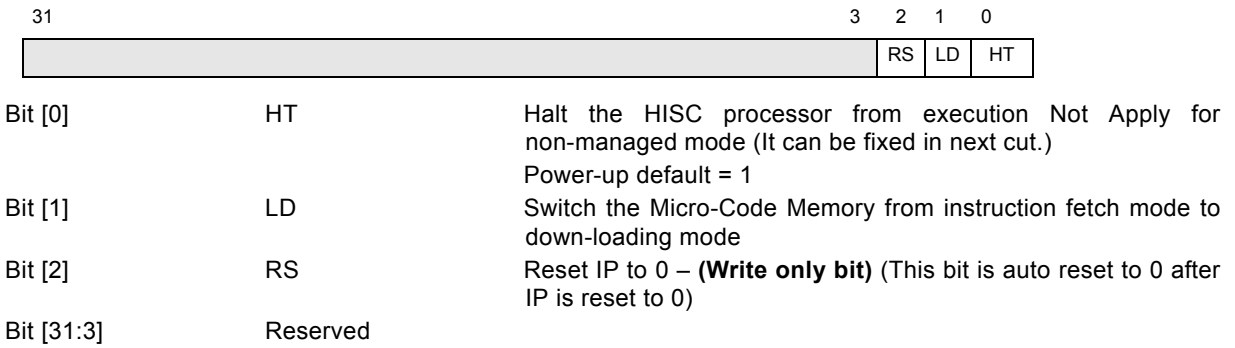 31 3 2 1 0
RS LD HT
Bit [0] HT Halt the HISC processor from execution Not Apply for
non-managed mode (It can be fixed in next cut.)
Power-up default = 1
Bit [1] LD Switch the Micro-Code Memory from instruction fetch mode to
down-loading mode
Bit [2] RS Reset IP to 0 – (Write only bit) (This bit is auto reset to 0 after
IP is reset to 0)
Bit [31:3] Reserved